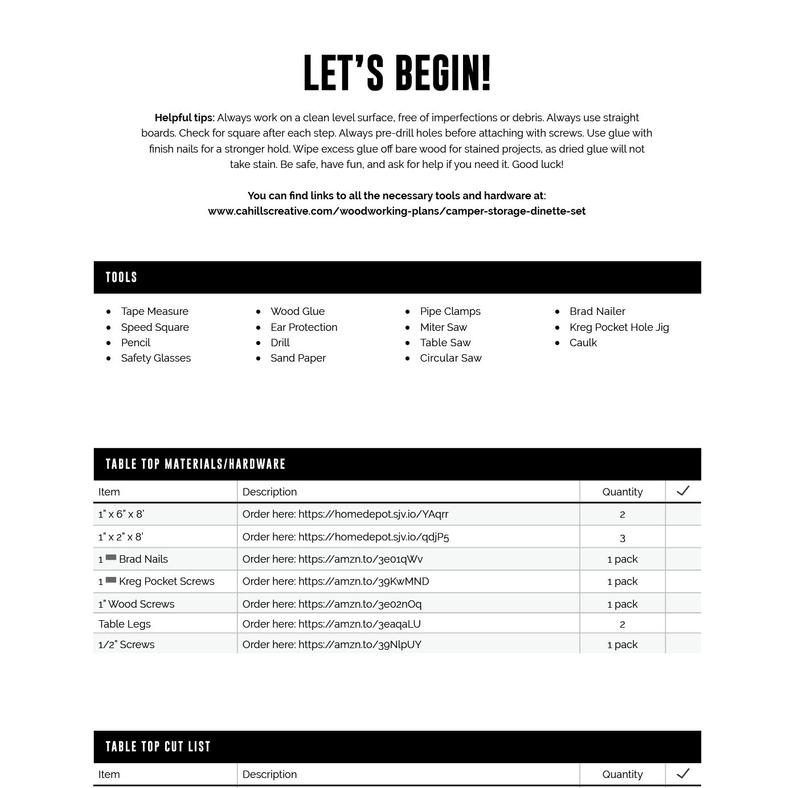 LET'S BEGIN!
Helpful tips: Always work on a clean level surface, free of imperfections or debris. Always use straight
boards. Check for square after each step. Always pre-drill holes before attaching with screws. Use glue with
finish nails for a stronger hold. Wipe excess glue off bare wood for stained projects, as dried glue will not
take stain. Be safe, have fun, and ask for help if you need it. Good luck!
You can find links to all the necessary tools and hardware at:
www.cahillscreative.com/woodworking-plans/camper-storage-dinette-set
TOOLS
• Tape Measure
• Speed Square
• Pencil
• Safety Glasses
• Wood Glue
• Ear Protection
• Drill
• Sand Paper
• Pipe Clamps
• Miter Saw
• Table Saw
• Circular Saw
• Brad Nailer
• Kreg Pocket Hole Jig
• Caulk
TABLE TOP MATERIALS/HARDWARE
Item Description Quantity ✓
1" x 6" x 8' Order here: https://homedepot.sjv.io/YAqrr 2
1" x 2" x 8' Order here: https://homedepot.sjv.io/qdjP5 3
1 Brad Nails Order here: https://amzn.to/3e01qWv 1 pack
1 Kreg Pocket Screws Order here: https://amzn.to/39KwMND 1 pack
1" Wood Screws Order here: https://amzn.to/3e02nOq 1 pack
Table Legs Order here: https://amzn.to/3eaqaLU 2
1/2" Screws Order here: https://amzn.to/39NlpUY 1 pack
TABLE TOP CUT LIST
Item Description Quantity ✓